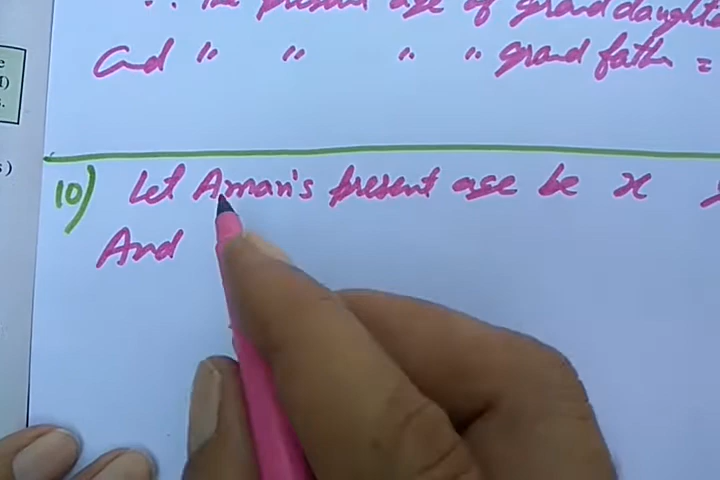 ∴ The present age of grand daughter
And " " " " grand father =
10) Let Aman's present age be x
And